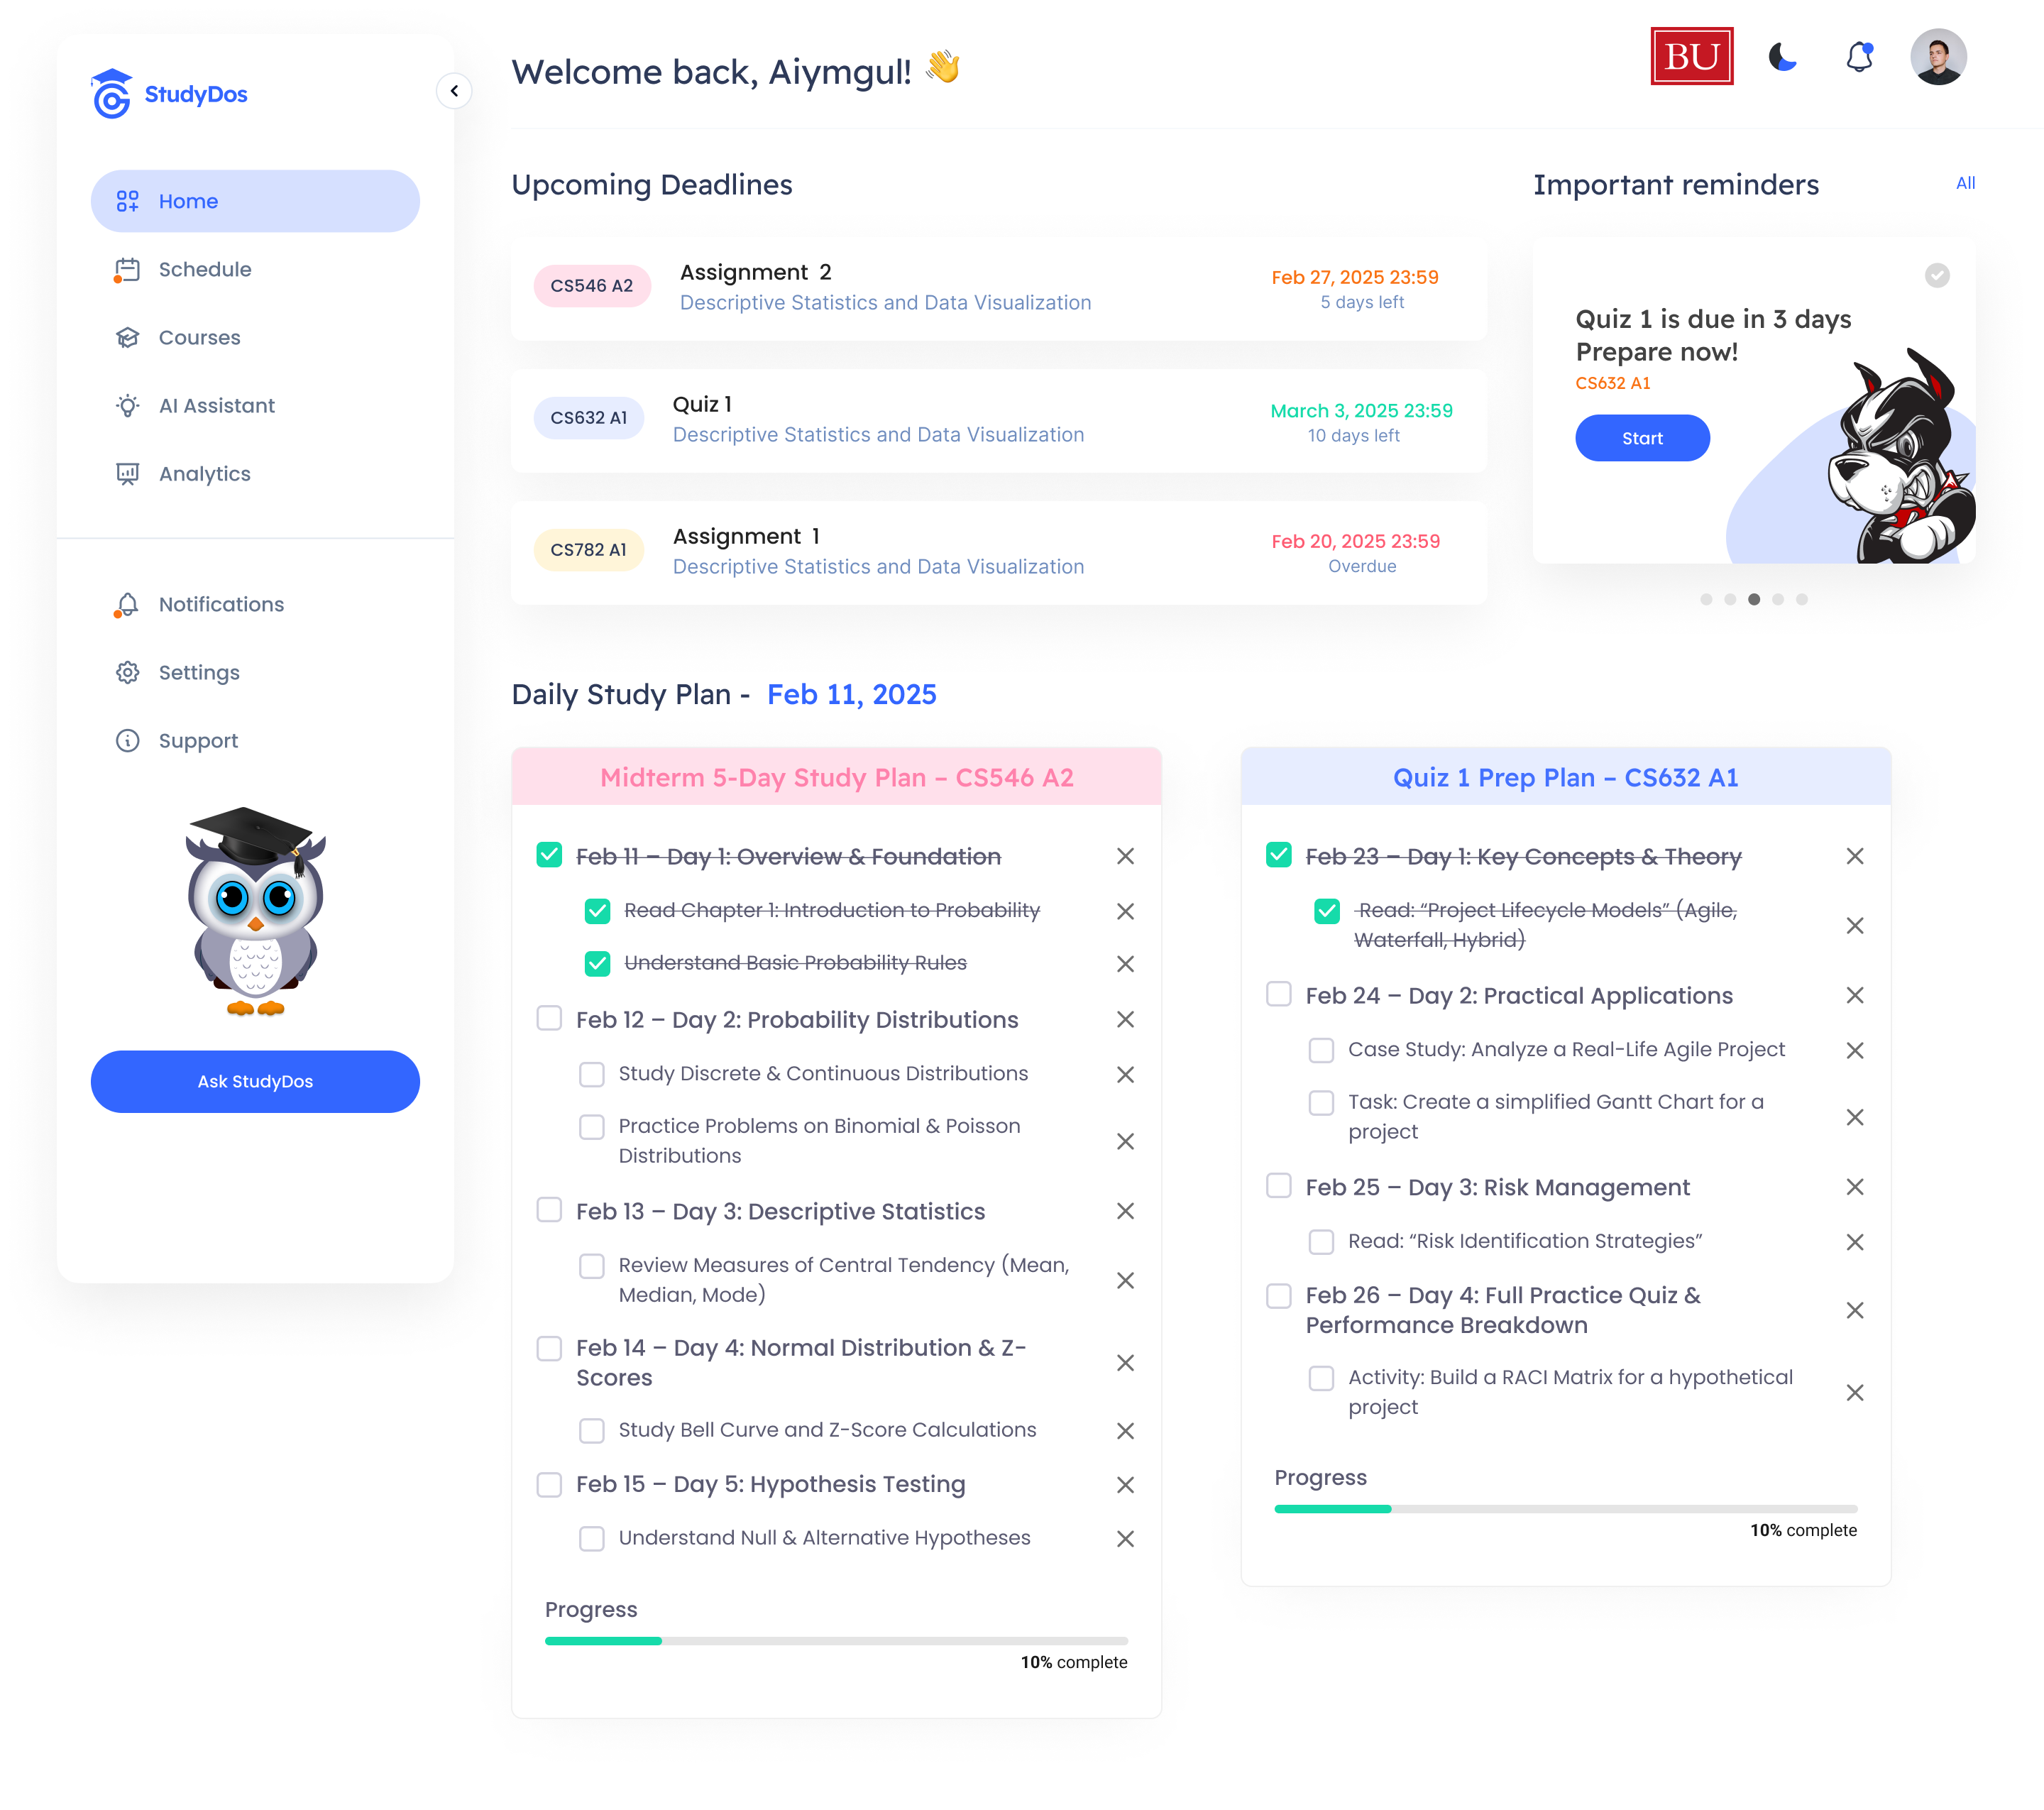 StudyDos
Home
Schedule
Courses
AI Assistant
Analytics
Notifications
Settings
Support
Ask StudyDos
Welcome back, Aiymgul! 👋
BU
Upcoming Deadlines
CS546 A2
Assignment 2
Descriptive Statistics and Data Visualization
Feb 27, 2025 23:59
5 days left
CS632 A1
Quiz 1
Descriptive Statistics and Data Visualization
March 3, 2025 23:59
10 days left
CS782 A1
Assignment 1
Descriptive Statistics and Data Visualization
Feb 20, 2025 23:59
Overdue
Important reminders
All
Quiz 1 is due in 3 days
Prepare now!
CS632 A1
Start
Daily Study Plan - Feb 11, 2025
Midterm 5-Day Study Plan – CS546 A2
Feb 11 – Day 1: Overview & Foundation
Read Chapter 1: Introduction to Probability
Understand Basic Probability Rules
Feb 12 – Day 2: Probability Distributions
Study Discrete & Continuous Distributions
Practice Problems on Binomial & Poisson
Distributions
Feb 13 – Day 3: Descriptive Statistics
Review Measures of Central Tendency (Mean,
Median, Mode)
Feb 14 – Day 4: Normal Distribution & Z-
Scores
Study Bell Curve and Z-Score Calculations
Feb 15 – Day 5: Hypothesis Testing
Understand Null & Alternative Hypotheses
Progress
10% complete
Quiz 1 Prep Plan – CS632 A1
Feb 23 – Day 1: Key Concepts & Theory
Read: “Project Lifecycle Models” (Agile,
Waterfall, Hybrid)
Feb 24 – Day 2: Practical Applications
Case Study: Analyze a Real-Life Agile Project
Task: Create a simplified Gantt Chart for a
project
Feb 25 – Day 3: Risk Management
Read: “Risk Identification Strategies”
Feb 26 – Day 4: Full Practice Quiz &
Performance Breakdown
Activity: Build a RACI Matrix for a hypothetical
project
Progress
10% complete